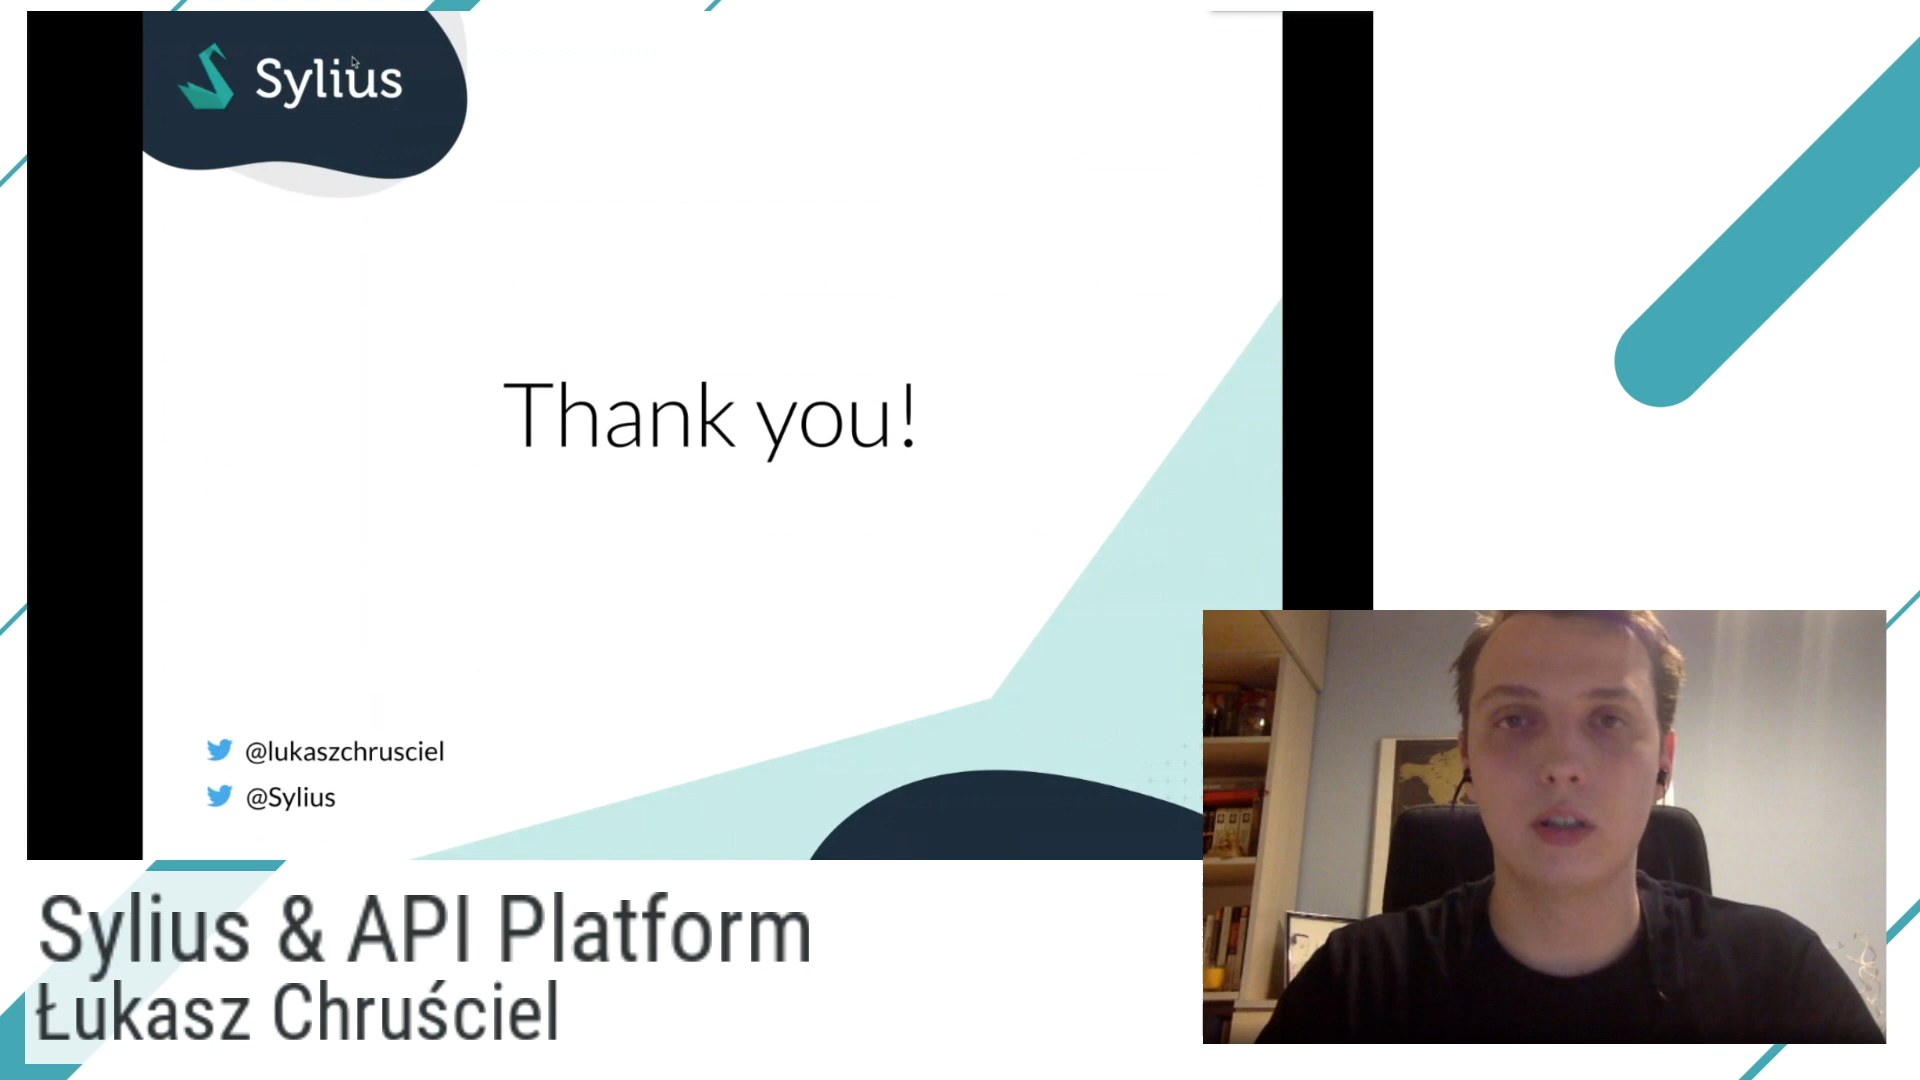 Sylius
Thank you!
@lukaszchrusciel
@Sylius
Sylius & API Platform
Łukasz Chruściel